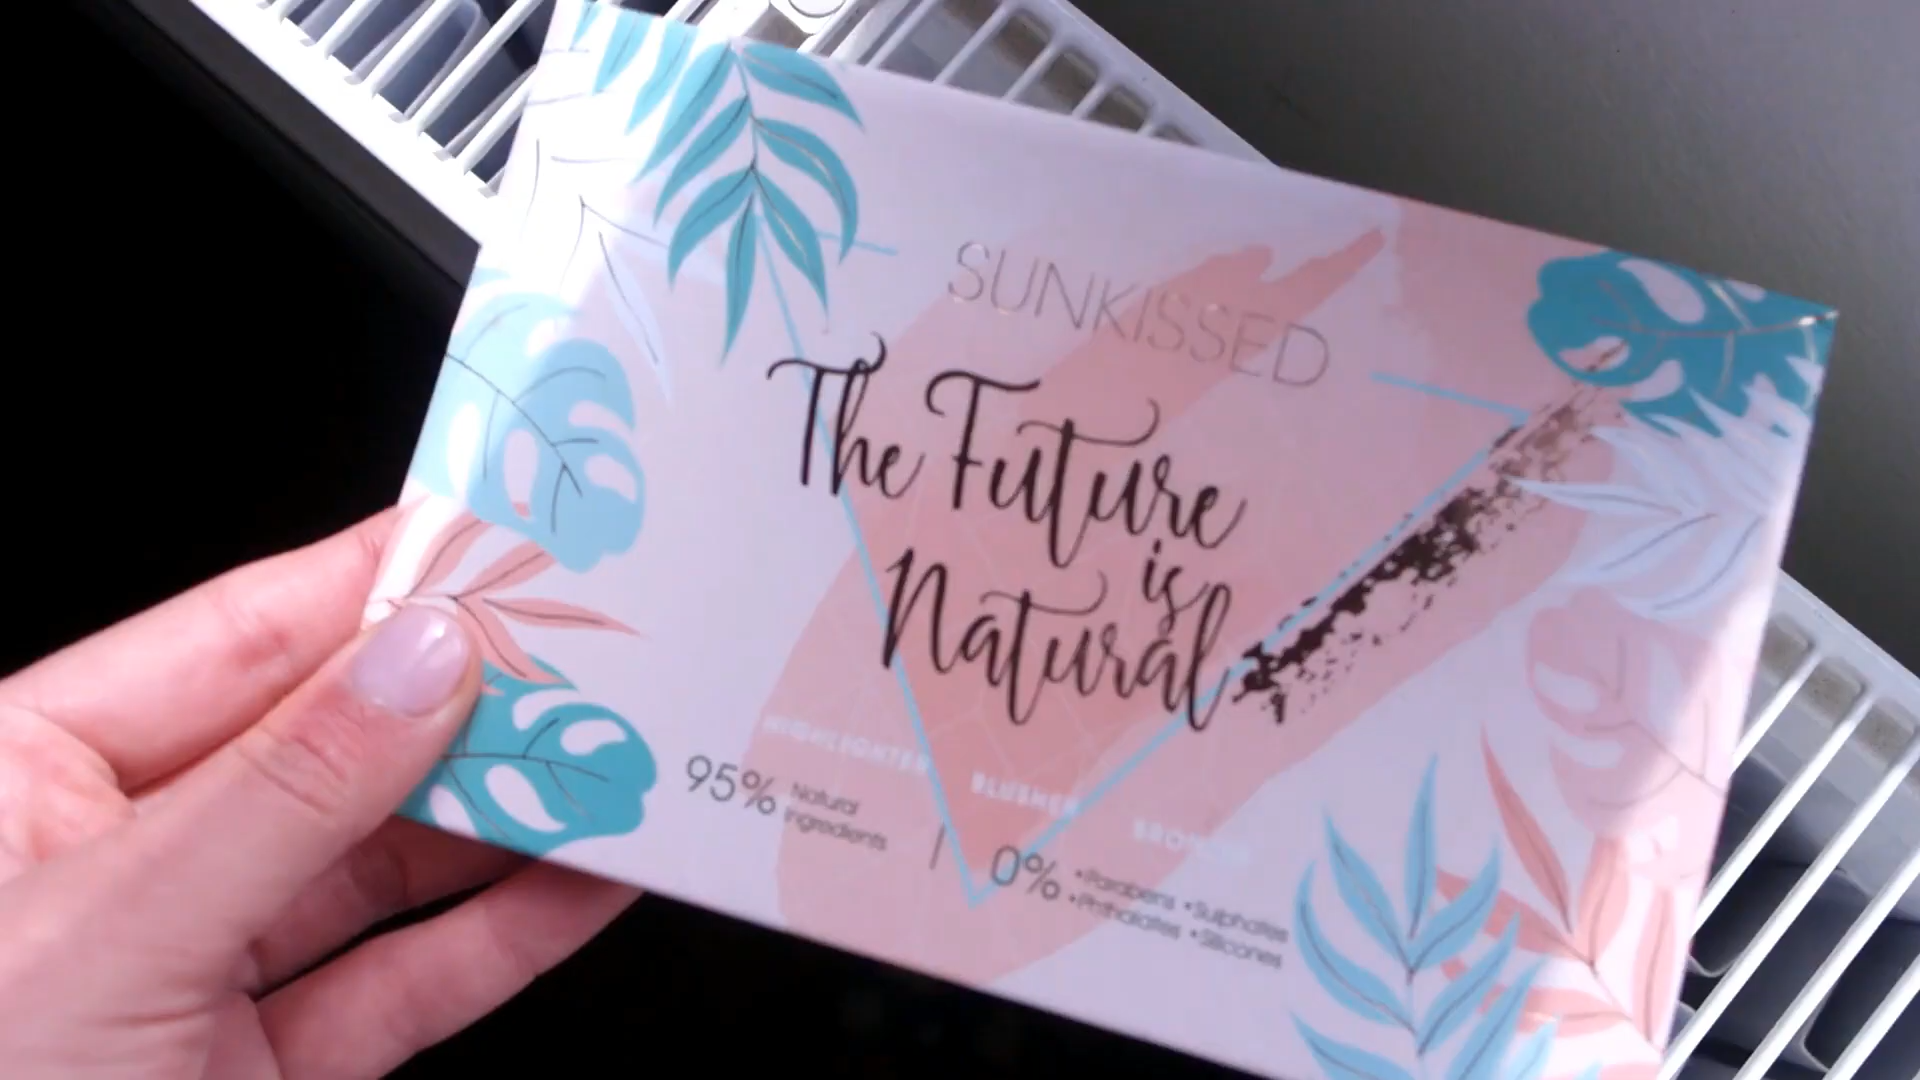 SUNKISSED
The Future
is
Natural
HIGHLIGHTER
BLUSHER
BRONZER
95% Natural
ingredients
0% •Parabens •Sulphates
•Phthalates •Silicones